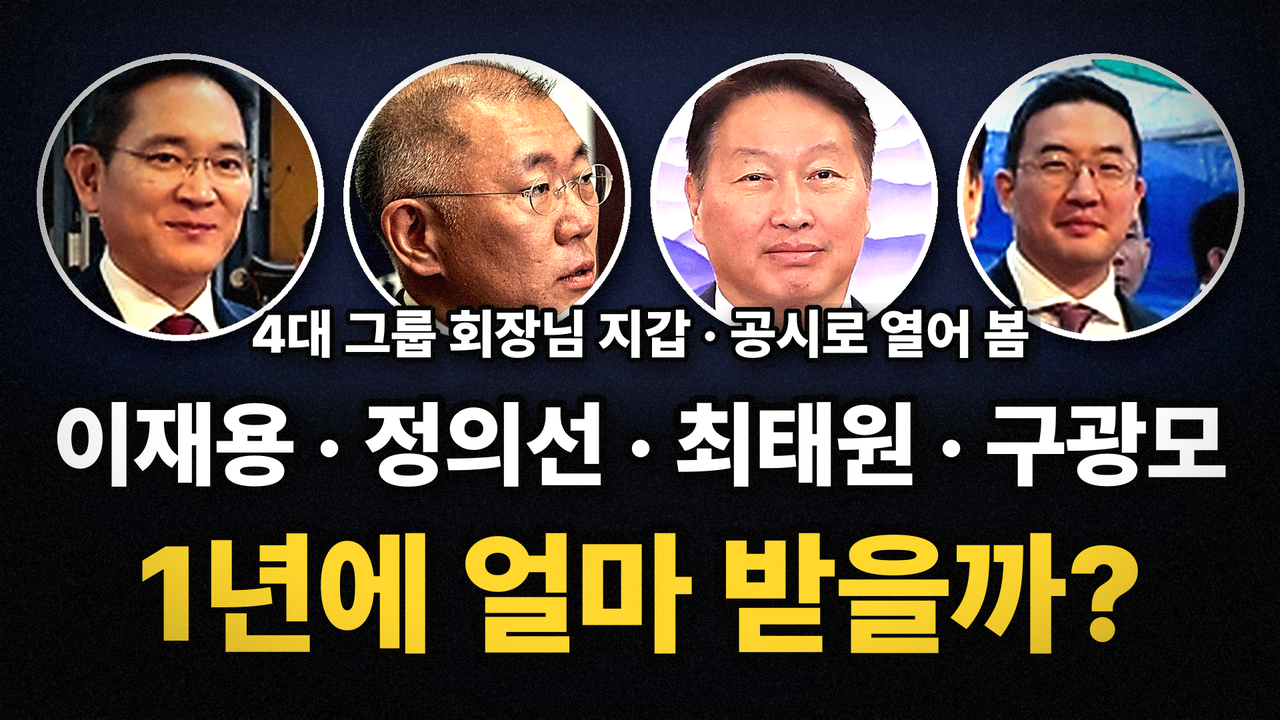 4대 그룹 회장님 지갑 · 공시로 열어 봄
이재용 · 정의선 · 최태원 · 구광모
1년에 얼마 받을까?